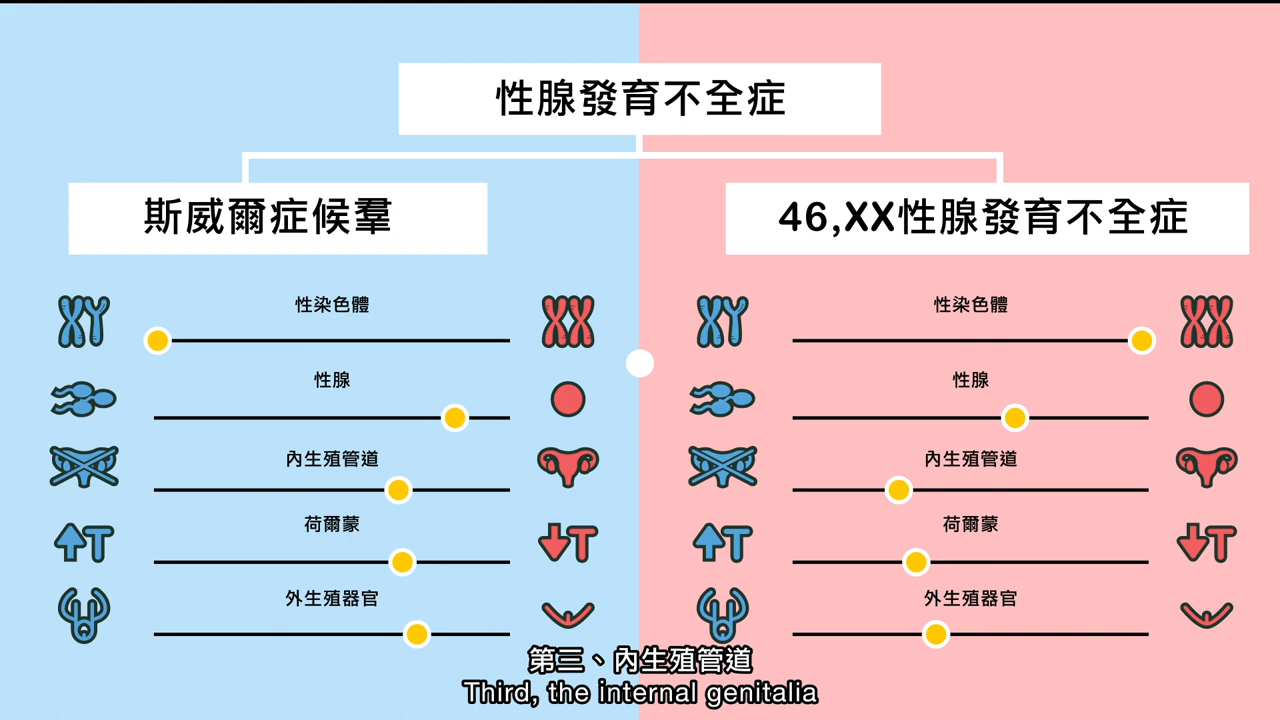 性腺發育不全症
斯威爾症候羣
46,XX性腺發育不全症
性染色體
性腺
內生殖管道
荷爾蒙
外生殖器官
性染色體
性腺
內生殖管道
荷爾蒙
外生殖器官
T
T
T
T
第三、內生殖管道
Third, the internal genitalia